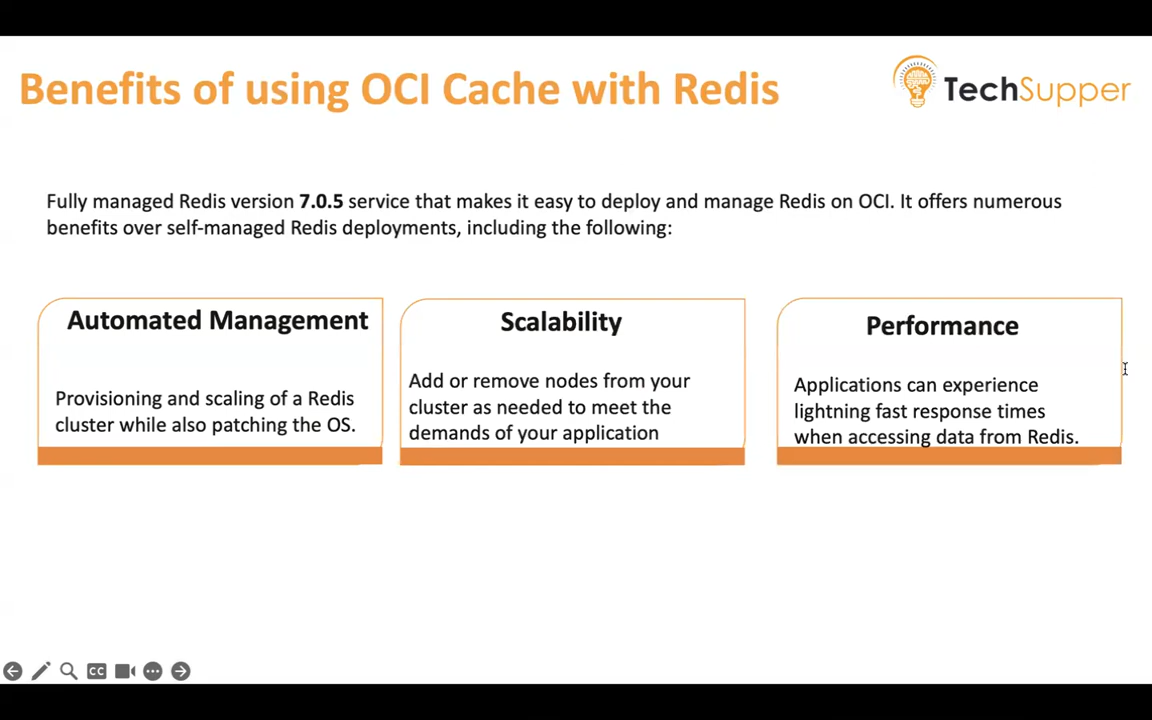 Benefits of using OCI Cache with Redis
TechSupper
Fully managed Redis version 7.0.5 service that makes it easy to deploy and manage Redis on OCI. It offers numerous
benefits over self-managed Redis deployments, including the following:
Automated Management
Provisioning and scaling of a Redis
cluster while also patching the OS.
Scalability
Add or remove nodes from your
cluster as needed to meet the
demands of your application
Performance
Applications can experience
lightning fast response times
when accessing data from Redis.
CC